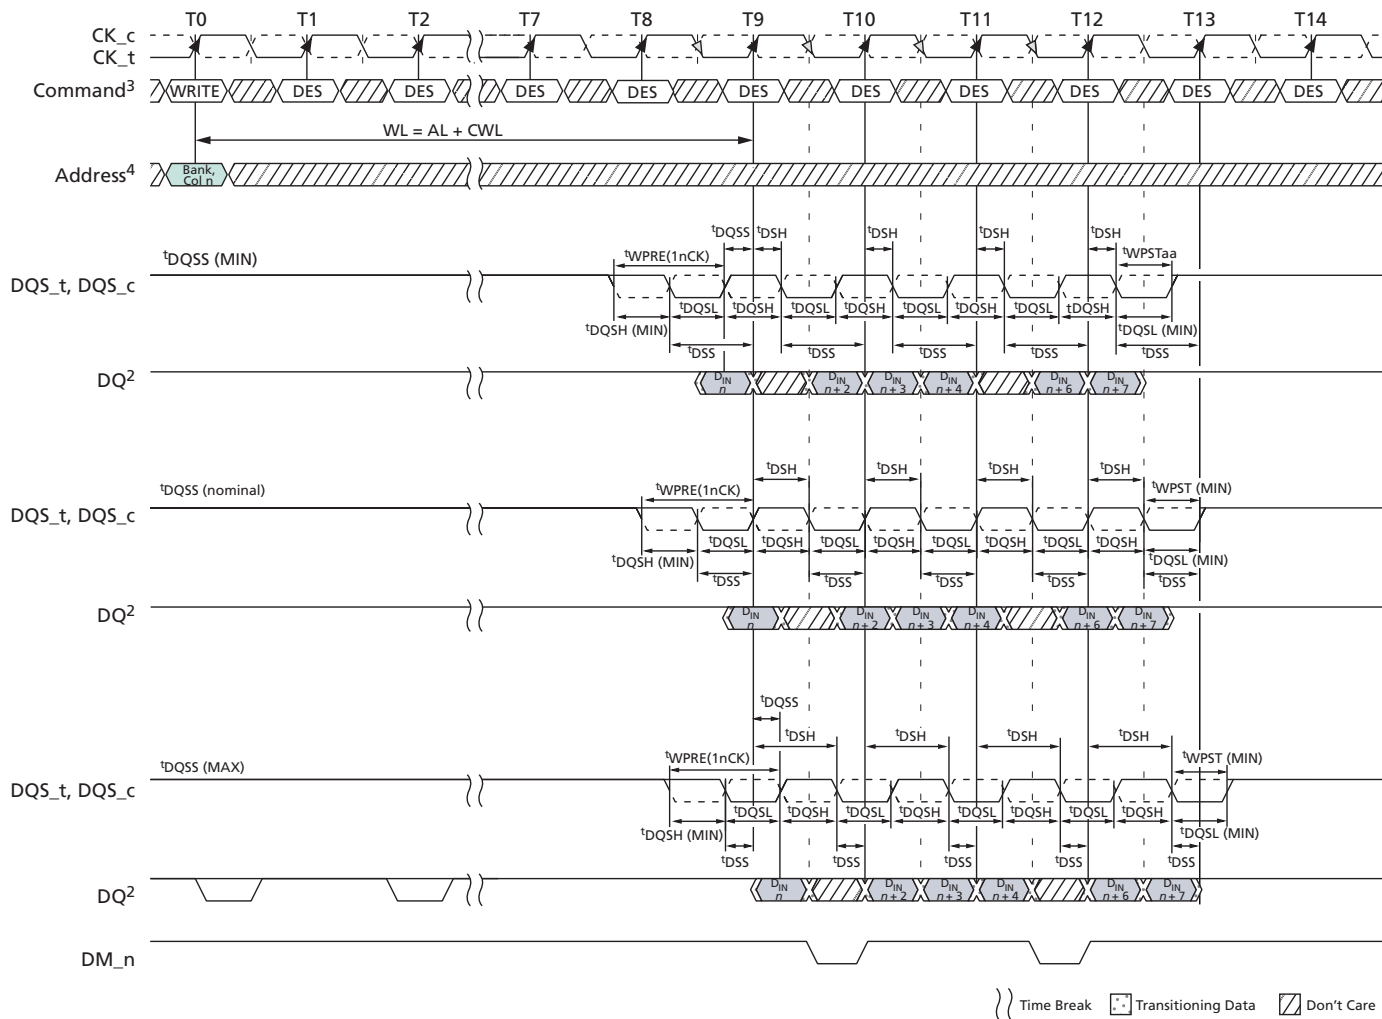 T0 T1 T2 T7 T8 T9 T10 T11 T12 T13 T14
CK_c
CK_t
Command3 WRITE DES DES DES DES DES DES DES DES DES DES
WL = AL + CWL
Address4 Bank, Col n
tDQSS tDSH tDSH tDSH tDSH
tDQSS (MIN) tWPRE(1nCK) tWPSTaa
DQS_t, DQS_c
tDQSL tDQSH tDQSL tDQSH tDQSL tDQSH tDQSL tDQSH
tDQSH (MIN) tDQSL (MIN)
tDSS tDSS tDSS tDSS tDSS
DQ2 DIN n DIN n + 2 DIN n + 3 DIN n + 4 DIN n + 6 DIN n + 7
tDSH tDSH tDSH tDSH
tDQSS (nominal) tWPRE(1nCK) tWPST (MIN)
DQS_t, DQS_c
tDQSL tDQSH tDQSL tDQSH tDQSL tDQSH tDQSL tDQSH
tDQSH (MIN) tDQSL (MIN)
tDSS tDSS tDSS tDSS tDSS
DQ2 DIN n DIN n + 2 DIN n + 3 DIN n + 4 DIN n + 6 DIN n + 7
tDQSS
tDSH tDSH tDSH tDSH
tDQSS (MAX) tWPRE(1nCK) tWPST (MIN)
DQS_t, DQS_c
tDQSL tDQSH tDQSL tDQSH tDQSL tDQSH tDQSL tDQSH
tDQSH (MIN) tDQSL (MIN)
tDSS tDSS tDSS tDSS tDSS
DQ2 DIN n DIN n + 2 DIN n + 3 DIN n + 4 DIN n + 6 DIN n + 7
DM_n
Time Break Transitioning Data Don't Care